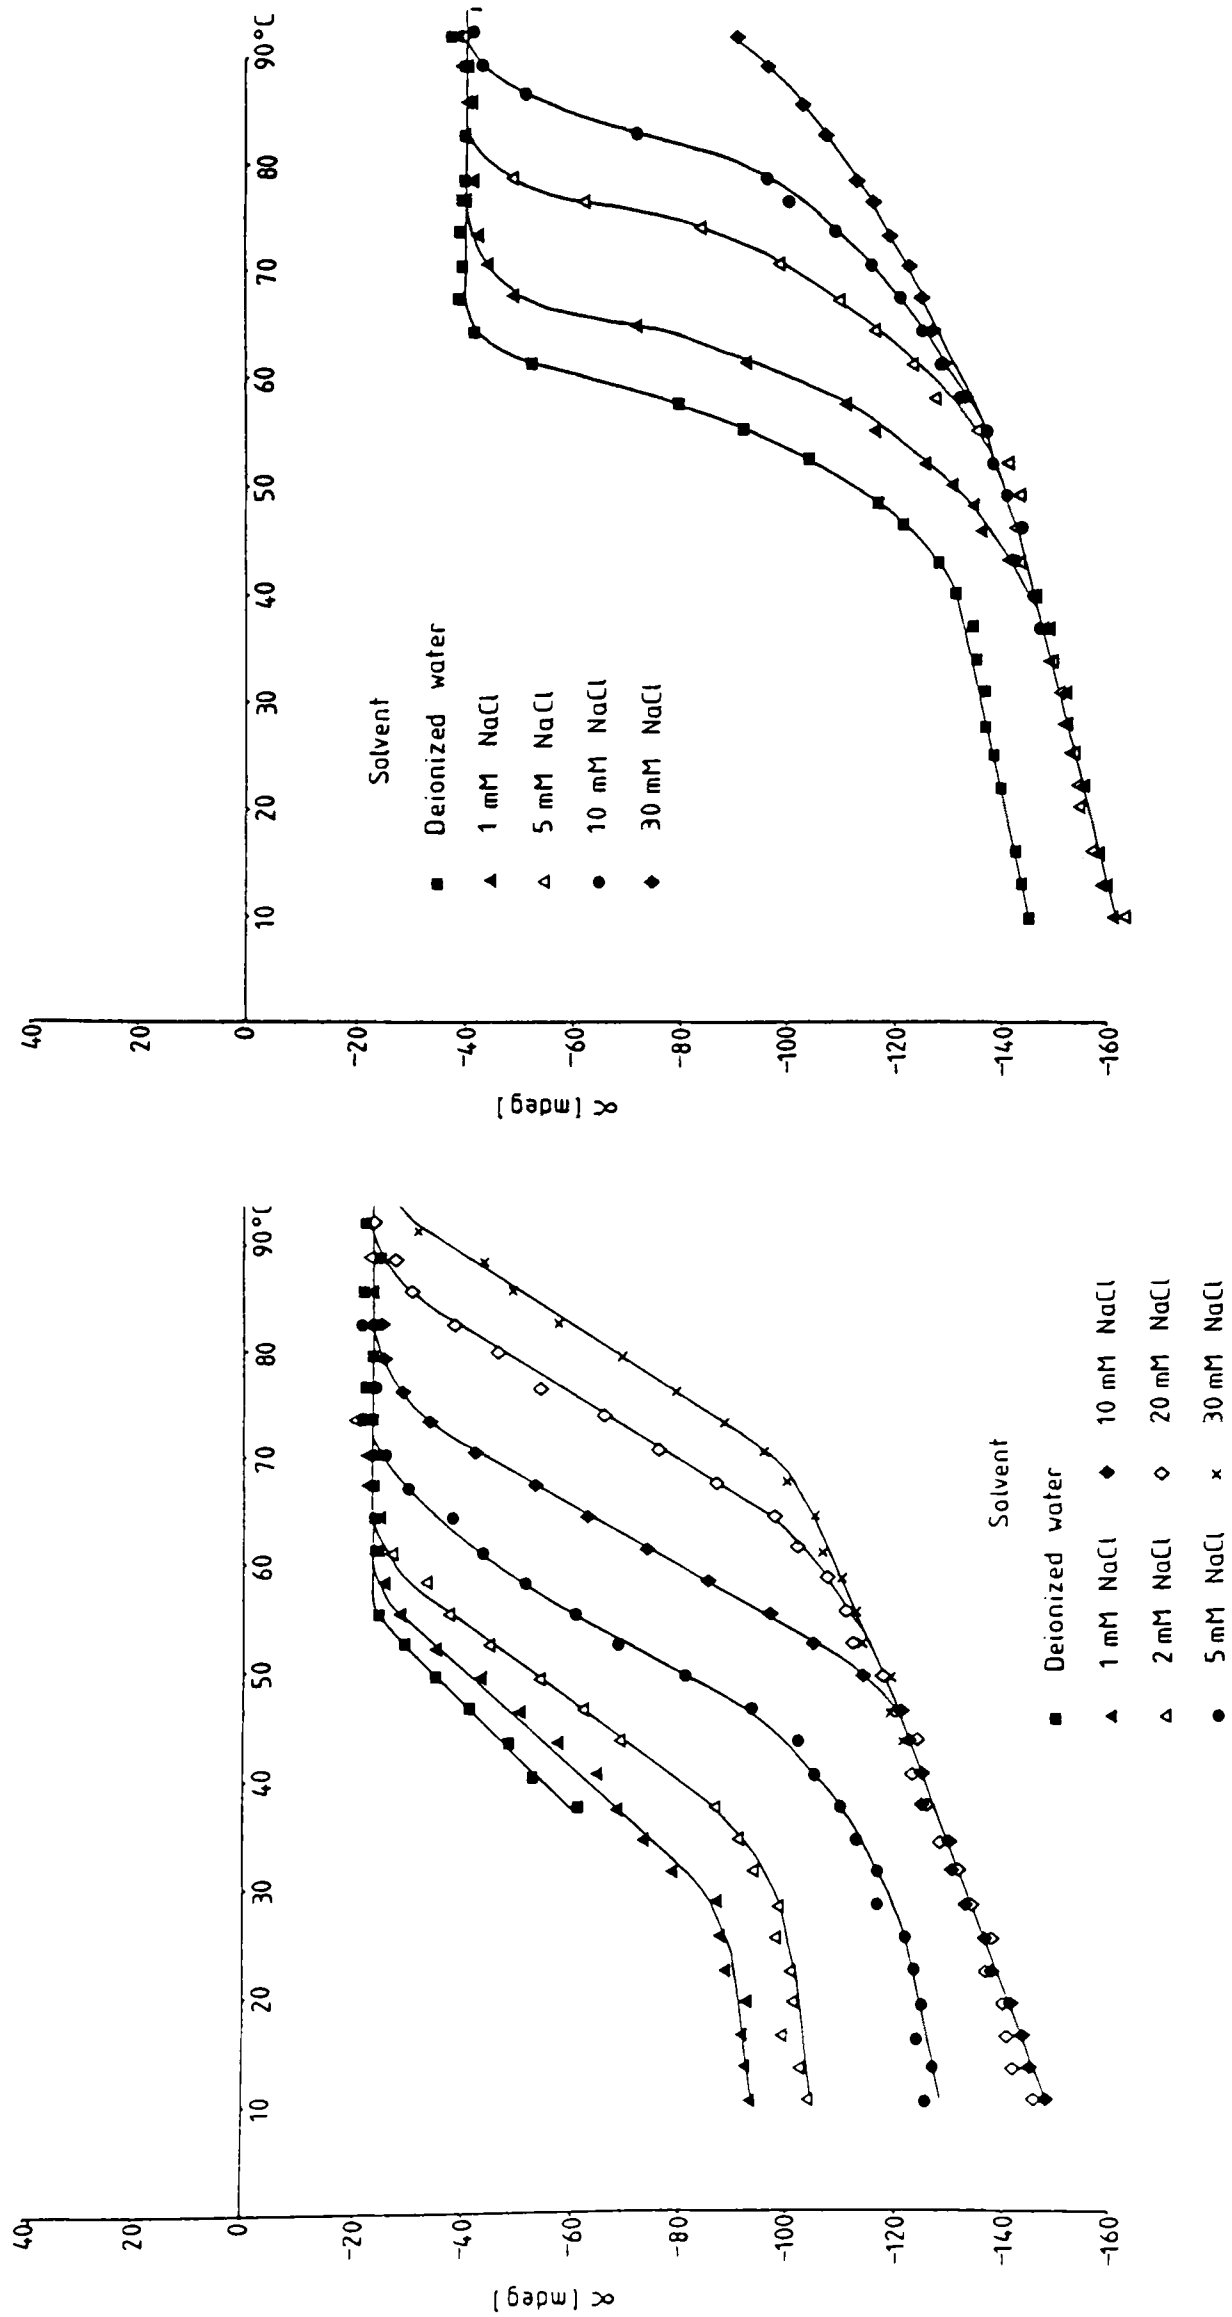 40
20
0
-20
-40
-60
-80
-100
-120
-140
-160
α [mdeg]
10
20
30
40
50
60
70
80
90°C
Solvent
Deionized water
1 mM NaCl
2 mM NaCl
5 mM NaCl
10 mM NaCl
20 mM NaCl
30 mM NaCl
40
20
0
-20
-40
-60
-80
-100
-120
-140
-160
α [mdeg]
10
20
30
40
50
60
70
80
90°C
Solvent
Deionized water
1 mM NaCl
5 mM NaCl
10 mM NaCl
30 mM NaCl